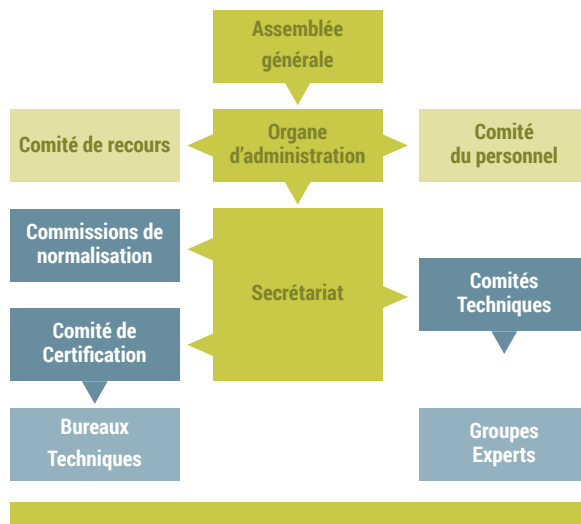 Assemblée
générale
Comité de recours
Organe
d'administration
Comité
du personnel
Commissions de
normalisation
Secrétariat
Comités
Techniques
Comité de
Certification
Bureaux
Techniques
Groupes
Experts